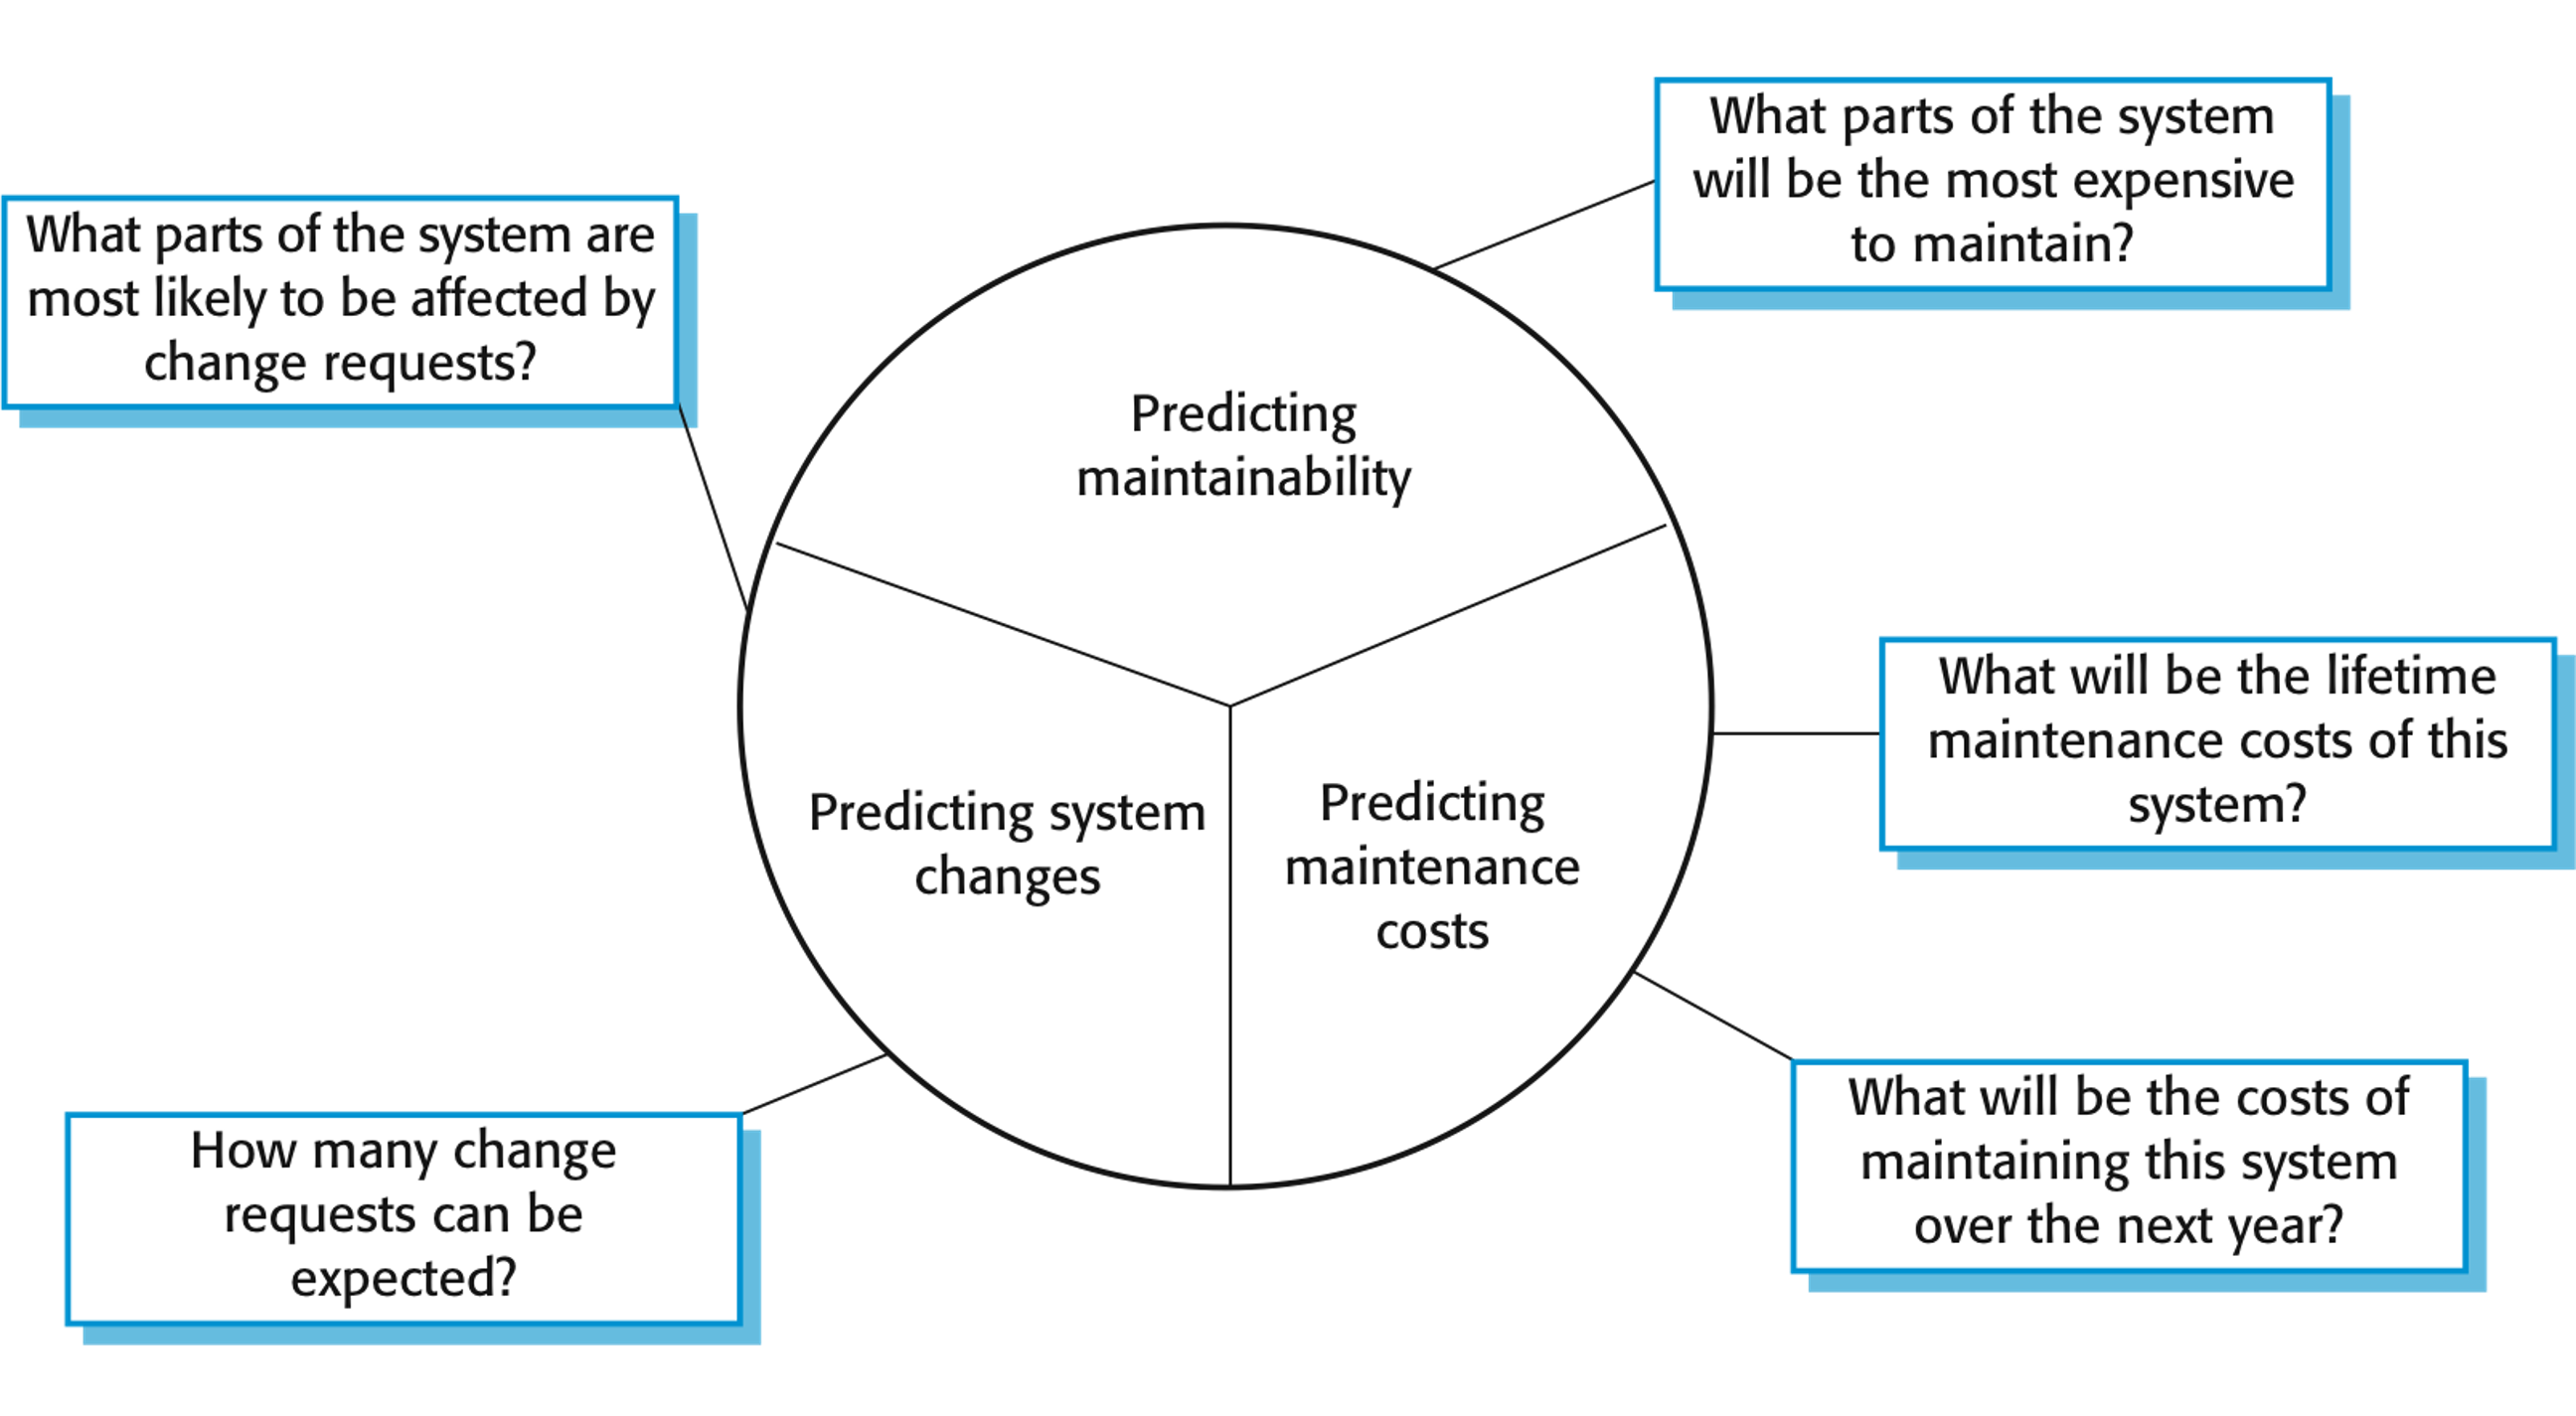 What parts of the system
will be the most expensive
to maintain?
What parts of the system are
most likely to be affected by
change requests?
Predicting
maintainability
What will be the lifetime
maintenance costs of this
system?
Predicting system
changes
Predicting
maintenance
costs
How many change
requests can be
expected?
What will be the costs of
maintaining this system
over the next year?